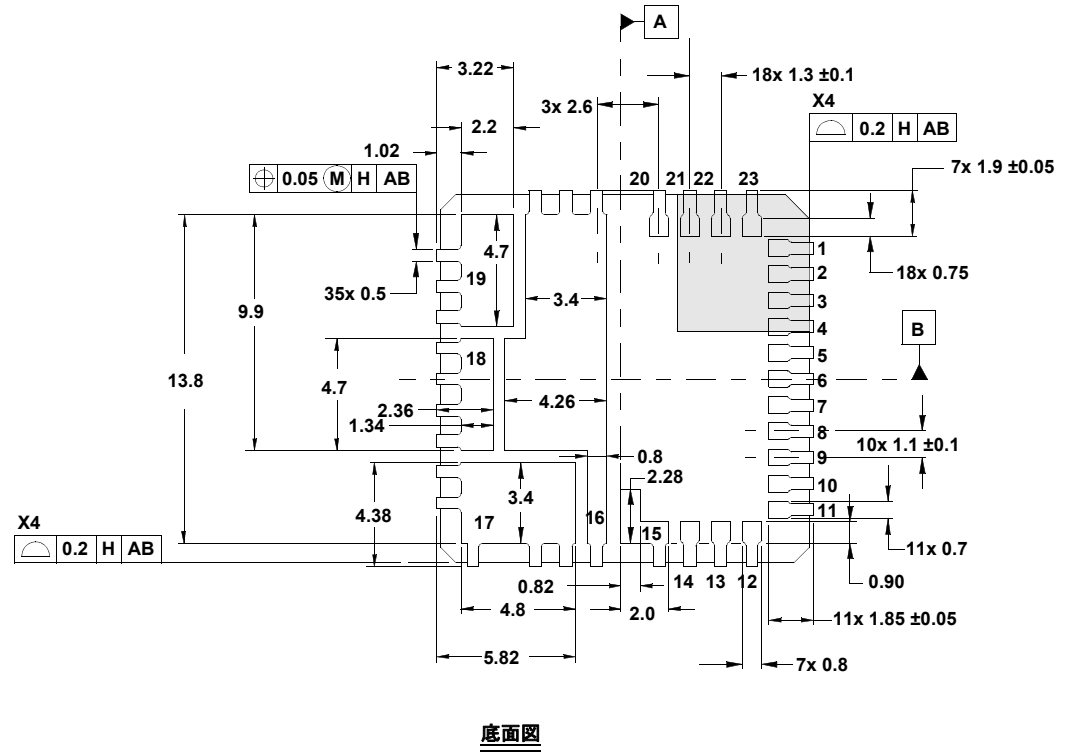 A
3.22
18x 1.3 ±0.1
X4
3x 2.6
0.2 H AB
2.2
1.02
7x 1.9 ±0.05
0.05 M H AB
20 21 22 23
4.7
1
19
2
18x 0.75
35x 0.5
3.4
3
9.9
4
B
5
18
13.8
6
4.7
4.26
7
2.36
1.34
8
10x 1.1 ±0.1
0.8
9
2.28
10
3.4
4.38
11
X4
17
16
15
0.2 H AB
11x 0.7
14 13 12
0.82
0.90
4.8
2.0
11x 1.85 ±0.05
5.82
7x 0.8
底面図